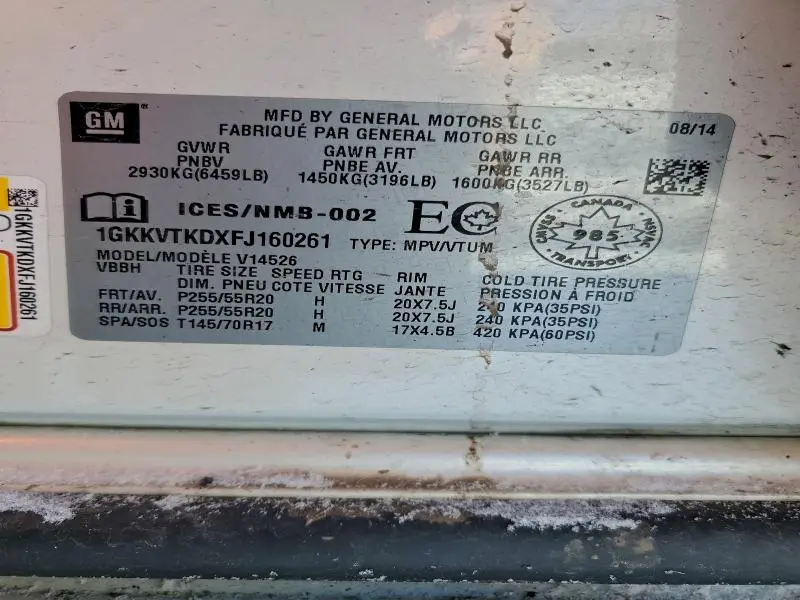 GM
MFD BY GENERAL MOTORS LLC
FABRIQUÉ PAR GENERAL MOTORS LLC
08/14
GVWR GAWR FRT GAWR RR
PNBV PNBE AV. PNBE ARR.
2930KG(6459LB) 1450KG(3196LB) 1600KG(3527LB)
ICES/NMB-002 EC
CANADA
CMVSS 985 NSVAC
TRANSPORT
1GKKVTKDXFJ160261 TYPE: MPV/VTUM
MODEL/MODÈLE V14526
VBBH TIRE SIZE SPEED RTG RIM COLD TIRE PRESSURE
DIM. PNEU COTE VITESSE JANTE PRESSION À FROID
FRT/AV. P255/55R20 H 20X7.5J 240 KPA(35PSI)
RR/ARR. P255/55R20 H 20X7.5J 240 KPA(35PSI)
SPA/SOS T145/70R17 M 17X4.5B 420 KPA(60PSI)
1GKKVTKDXFJ160261